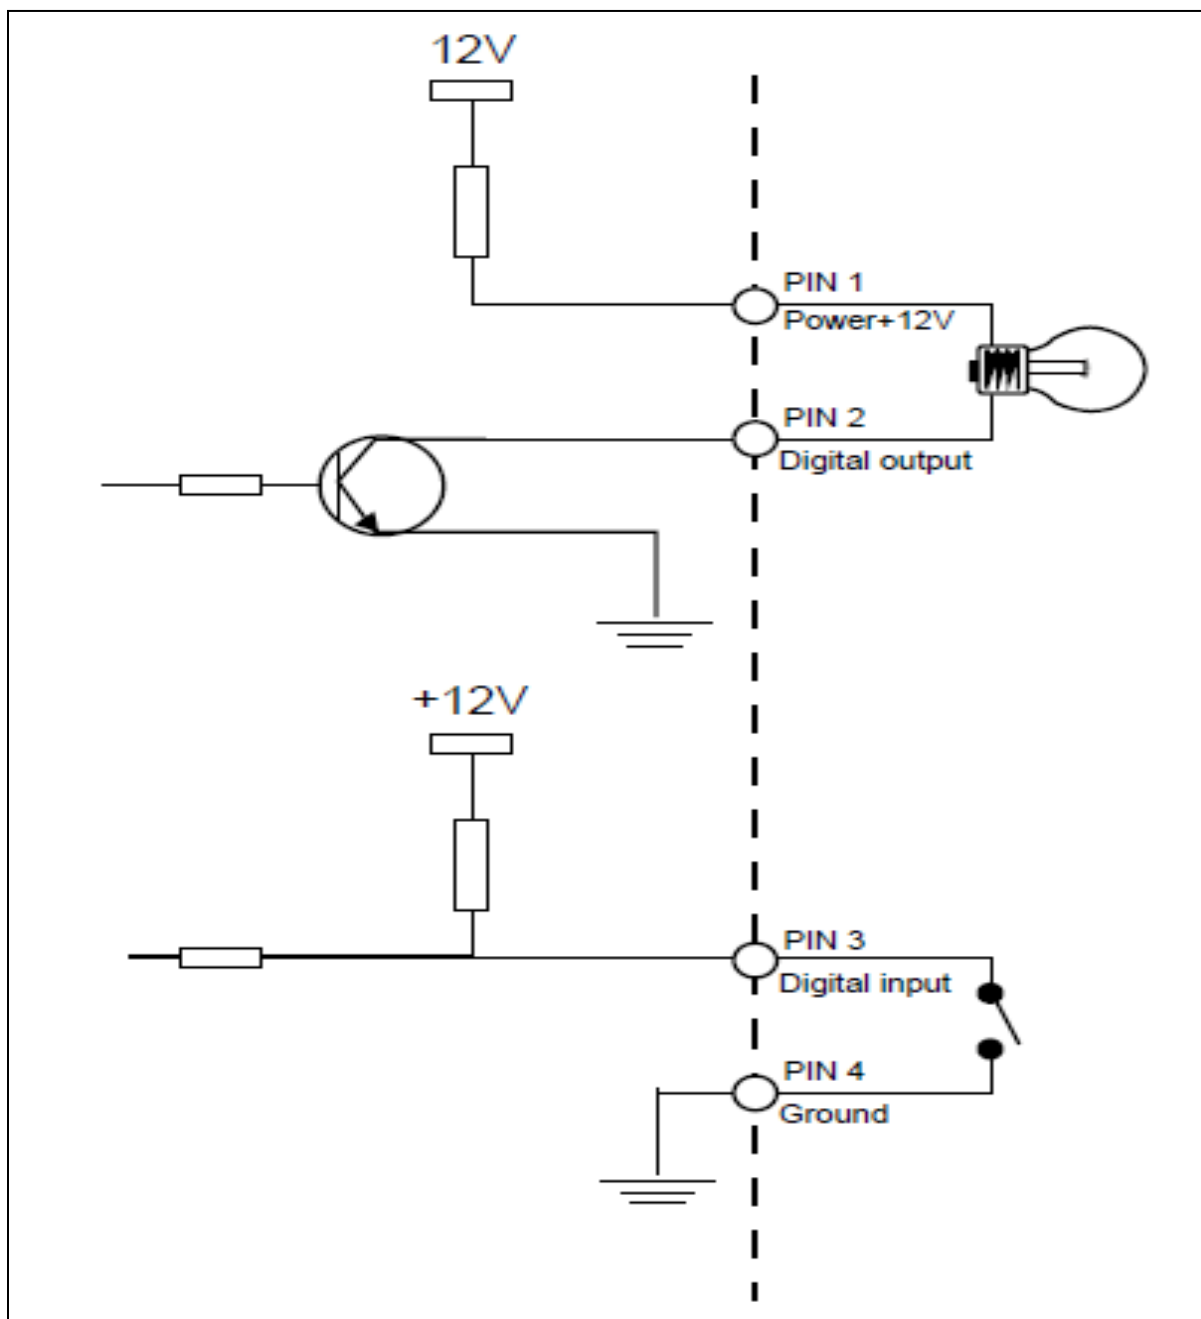 12V
PIN 1
Power+12V
PIN 2
Digital output
+12V
PIN 3
Digital input
PIN 4
Ground